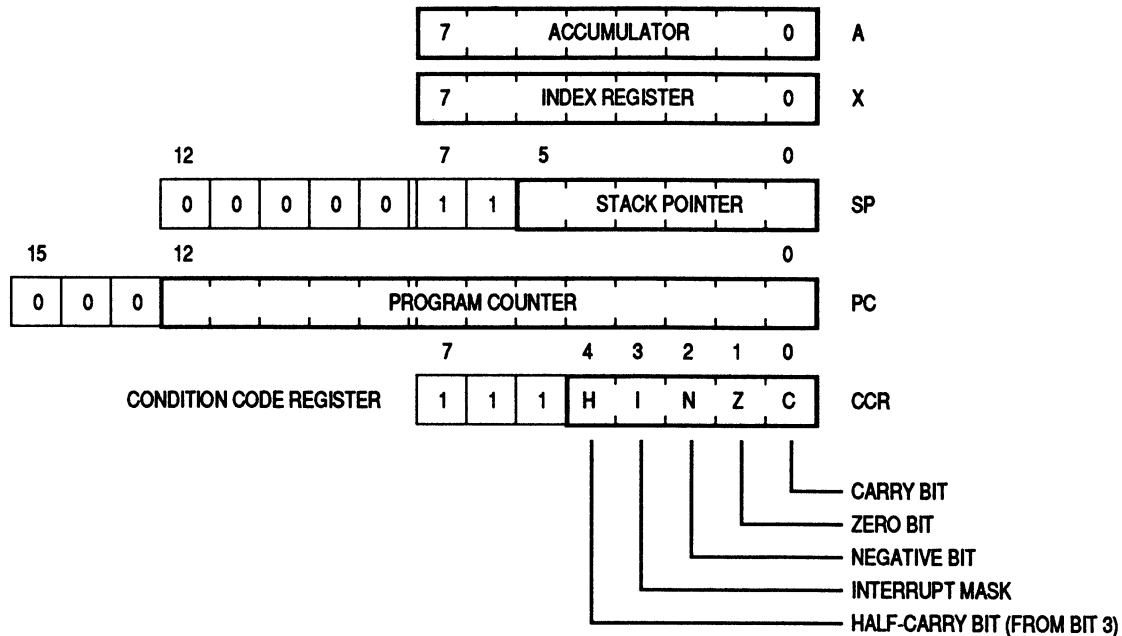 7 ACCUMULATOR 0 A
7 INDEX REGISTER 0 X
12 7 5 0
0 0 0 0 0 1 1 STACK POINTER SP
15 12 0
0 0 0 PROGRAM COUNTER PC
7 4 3 2 1 0
CONDITION CODE REGISTER 1 1 1 H I N Z C CCR
CARRY BIT
ZERO BIT
NEGATIVE BIT
INTERRUPT MASK
HALF-CARRY BIT (FROM BIT 3)